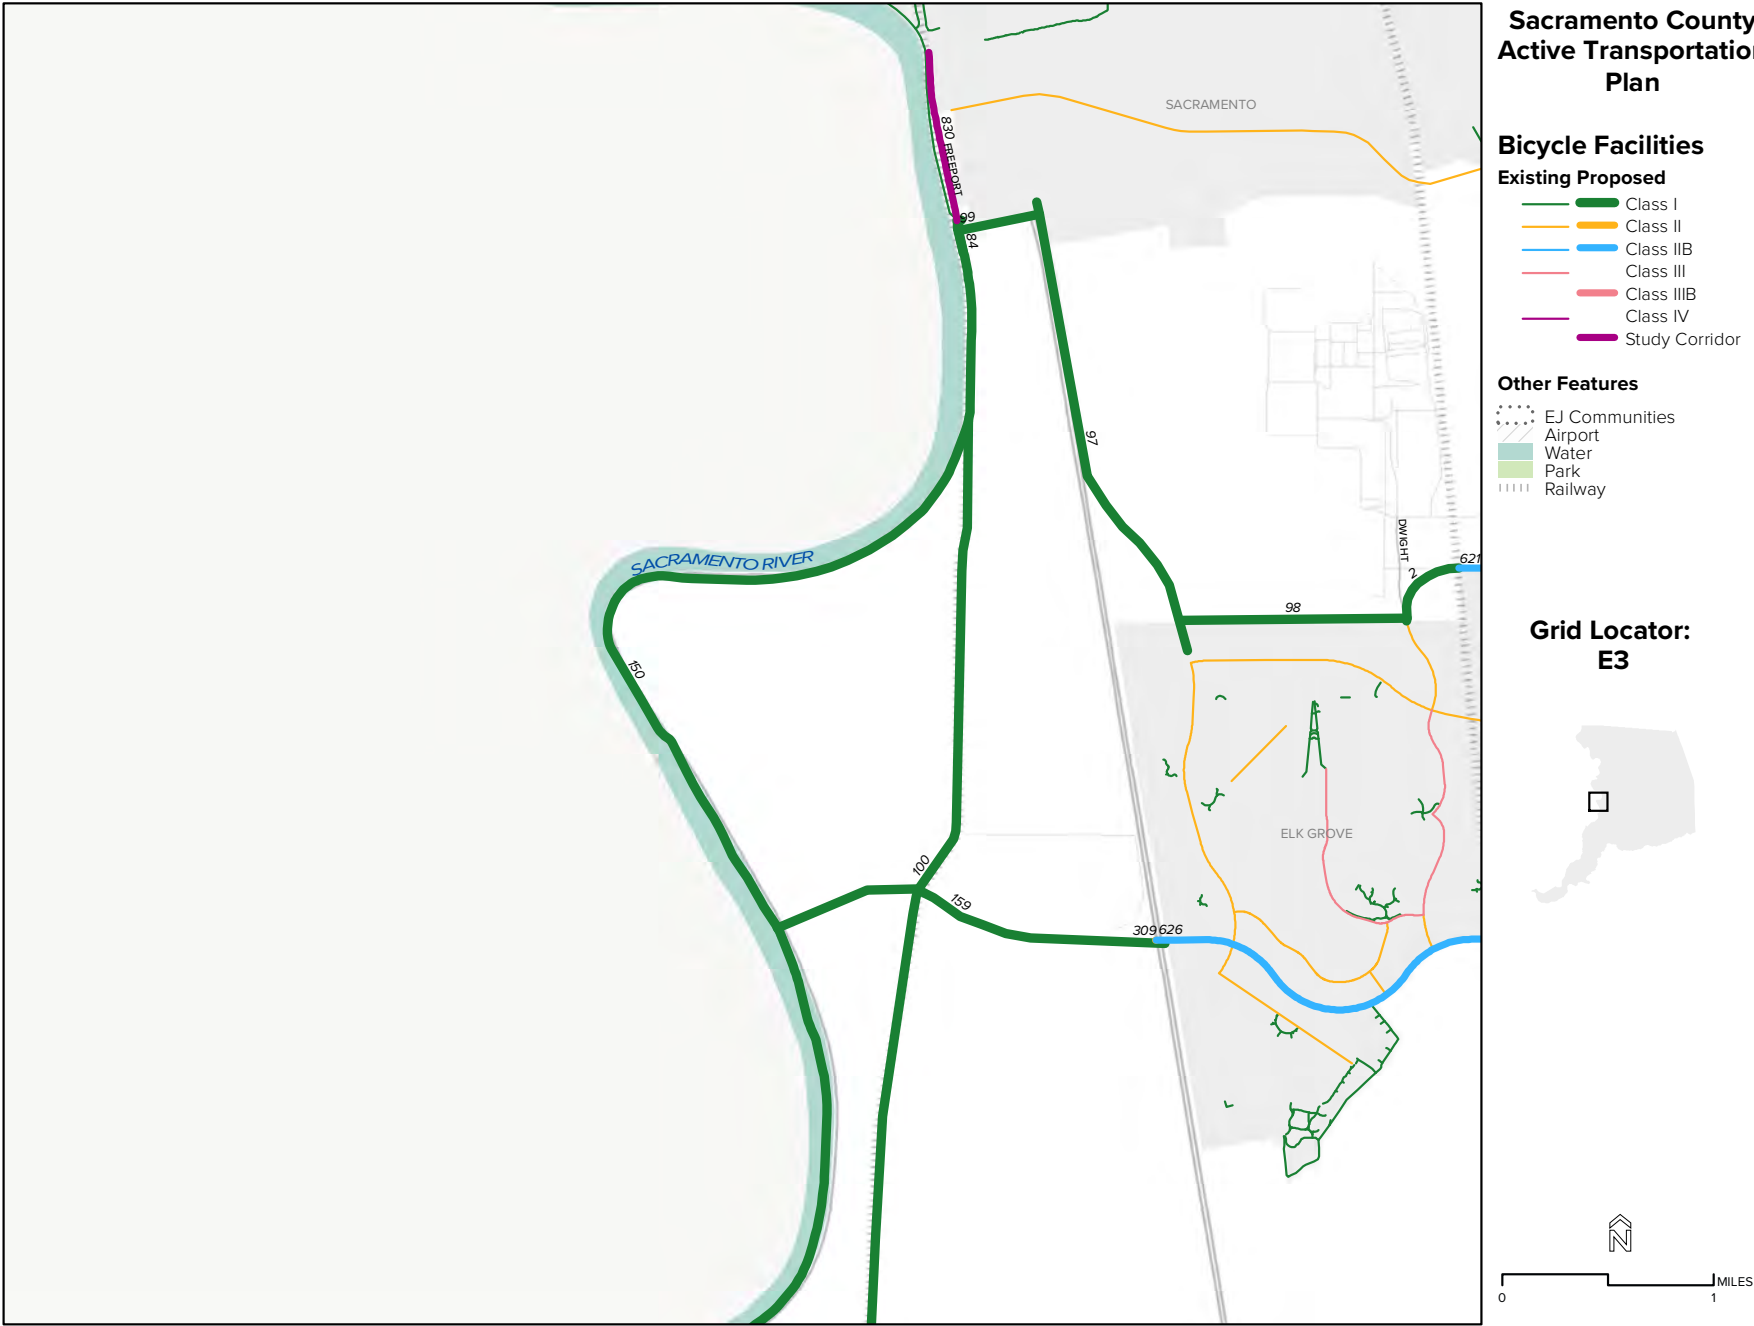 Sacramento County
Active Transportation
Plan
Bicycle Facilities
Existing Proposed
Class I
Class II
Class IIB
Class III
Class IIIB
Class IV
Study Corridor
Other Features
EJ Communities
Airport
Water
Park
Railway
Grid Locator:
E3
N
MILES
0 1
SACRAMENTO
830 FREEPORT
99
84
97
DWIGHT
621
2
98
SACRAMENTO RIVER
150
ELK GROVE
100
159
309 626